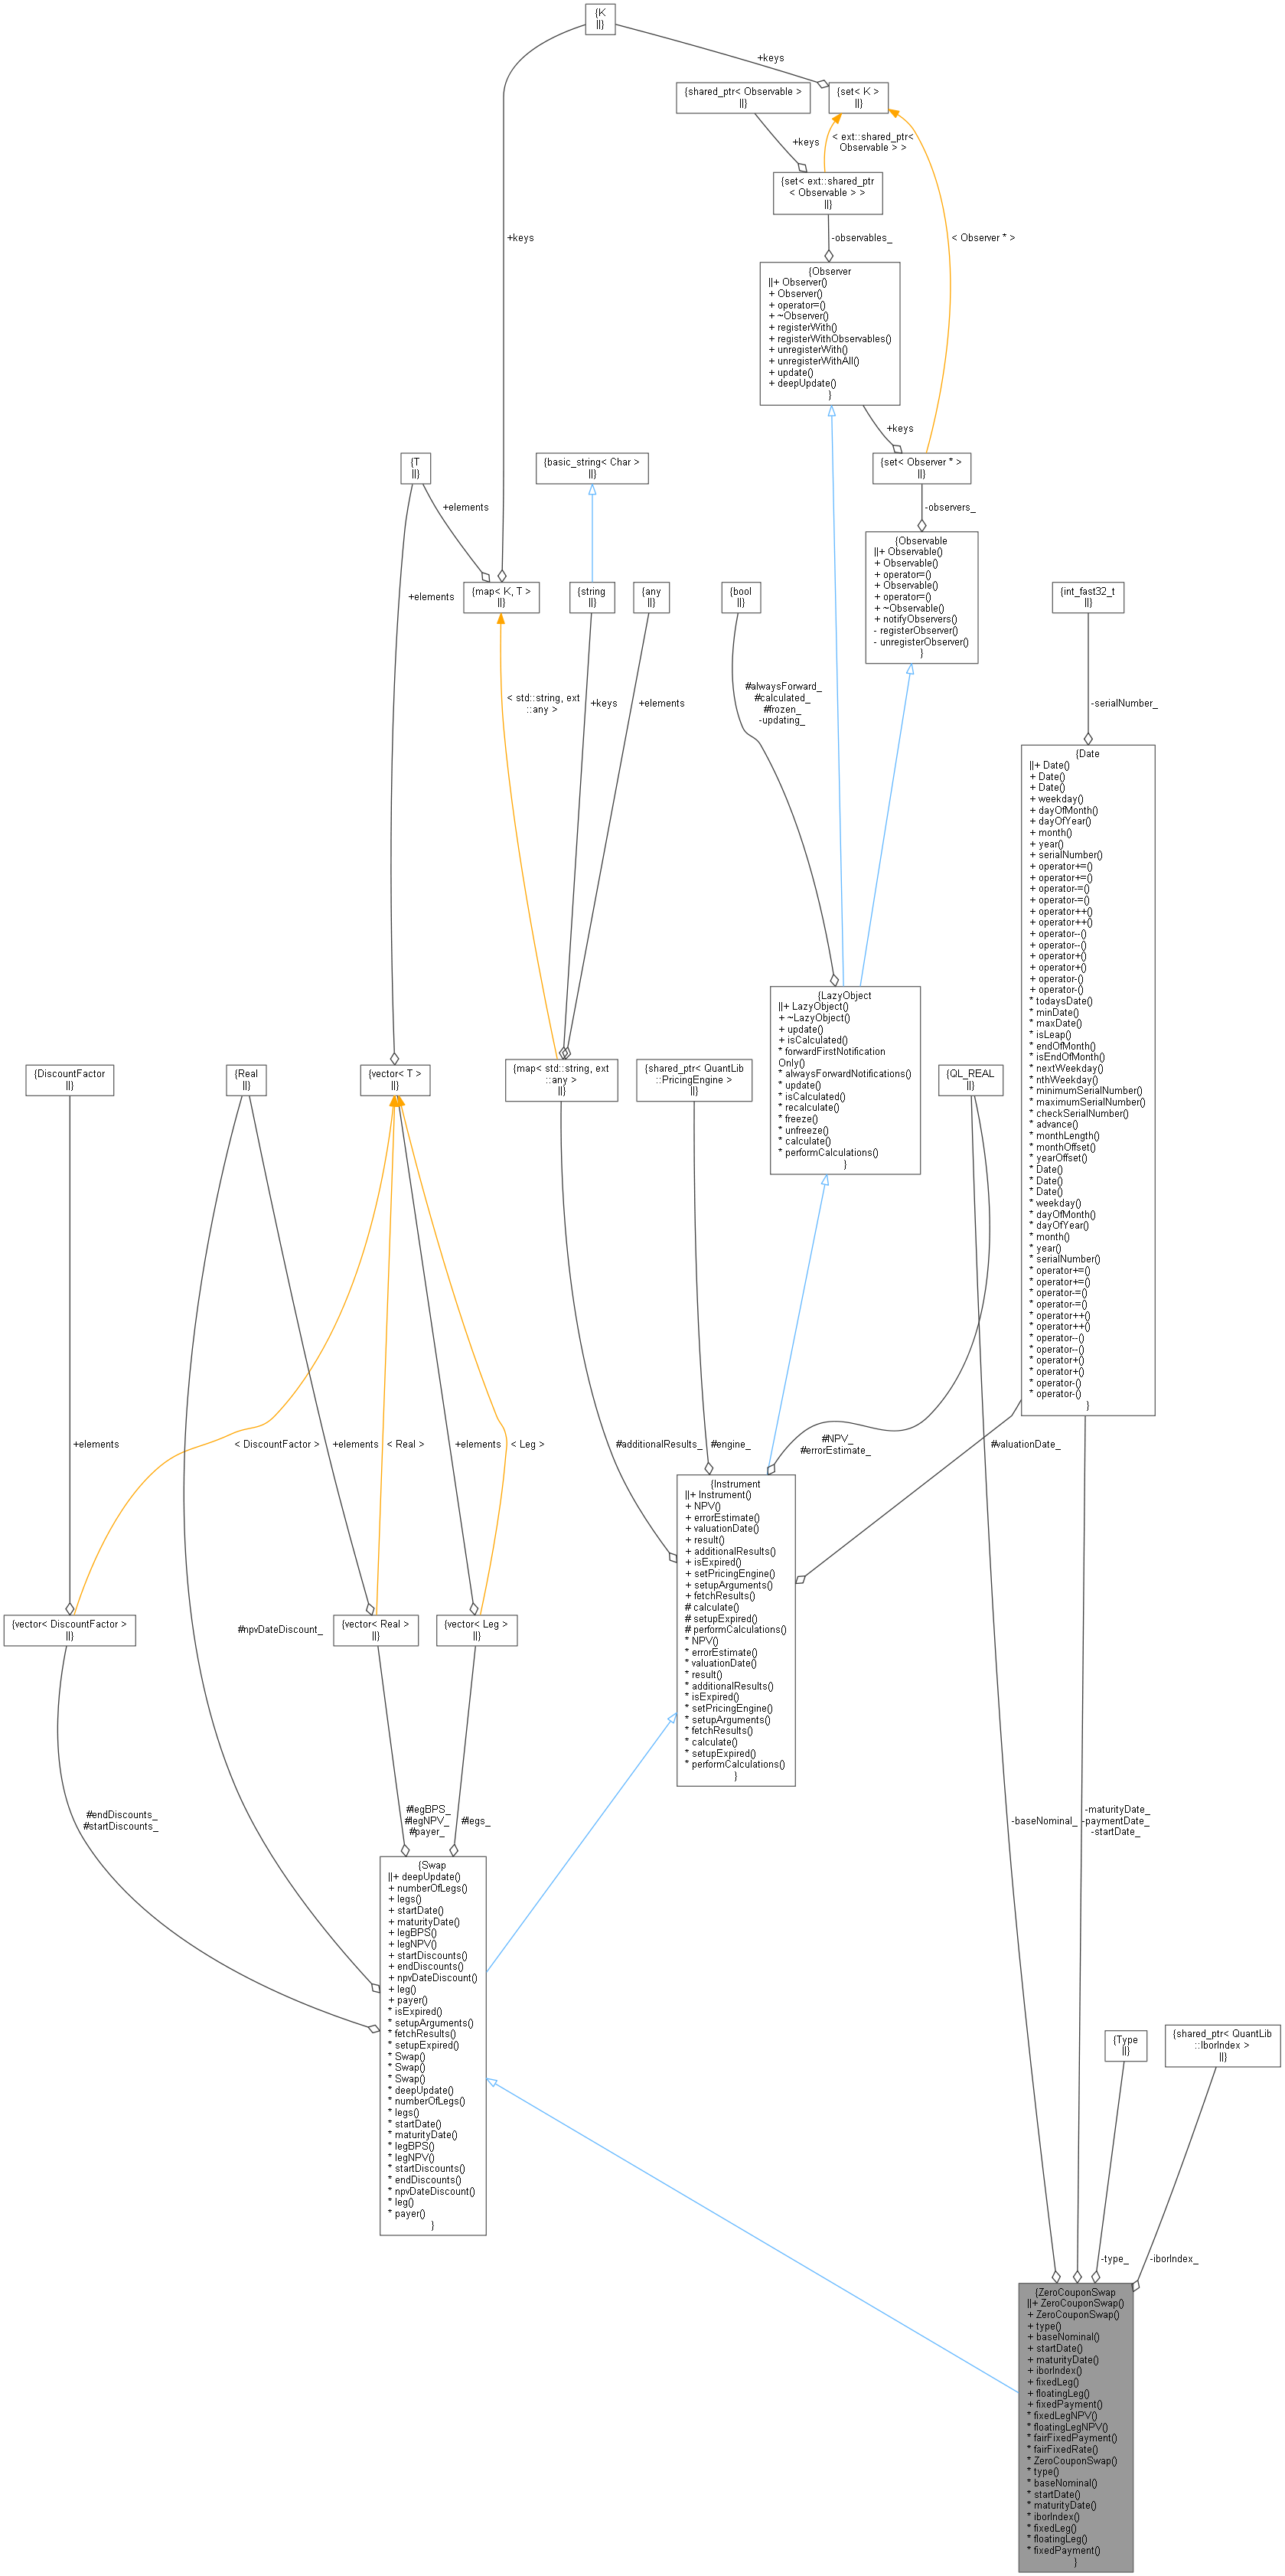 {K
||}
+keys
{shared_ptr< Observable >
||}
{set< K >
||}
+keys
< ext::shared_ptr<
Observable > >
{set< ext::shared_ptr
< Observable > >
||}
+keys
-observables_
< Observer * >
{Observer
||+ Observer()
+ Observer()
+ operator=()
+ ~Observer()
+ registerWith()
+ registerWithObservables()
+ unregisterWith()
+ unregisterWithAll()
+ update()
+ deepUpdate()
}
+keys
{T
||}
{basic_string< Char >
||}
{set< Observer * >
||}
+elements
-observers_
{Observable
||+ Observable()
+ Observable()
+ operator=()
+ Observable()
+ operator=()
+ ~Observable()
+ notifyObservers()
- registerObserver()
- unregisterObserver()
}
+elements
{map< K, T >
||}
{string
||}
{any
||}
{bool
||}
{int_fast32_t
||}
< std::string, ext
::any >
+keys
+elements
#alwaysForward_
#calculated_
#frozen_
-updating_
-serialNumber_
{Date
||+ Date()
+ Date()
+ Date()
+ weekday()
+ dayOfMonth()
+ dayOfYear()
+ month()
+ year()
+ serialNumber()
+ operator+=()
+ operator+=()
+ operator-=()
+ operator-=()
+ operator++()
+ operator++()
+ operator--()
+ operator--()
+ operator+()
+ operator+()
+ operator-()
+ operator-()
* todaysDate()
* minDate()
* maxDate()
* isLeap()
* endOfMonth()
* isEndOfMonth()
* nextWeekday()
* nthWeekday()
* minimumSerialNumber()
* maximumSerialNumber()
* checkSerialNumber()
* advance()
* monthLength()
* monthOffset()
* yearOffset()
* Date()
* Date()
* Date()
* weekday()
* dayOfMonth()
* dayOfYear()
* month()
* year()
* serialNumber()
* operator+=()
* operator+=()
* operator-=()
* operator-=()
* operator++()
* operator++()
* operator--()
* operator--()
* operator+()
* operator+()
* operator-()
* operator-()
}
{LazyObject
||+ LazyObject()
+ ~LazyObject()
+ update()
+ isCalculated()
* forwardFirstNotification
Only()
* alwaysForwardNotifications()
* update()
* isCalculated()
* recalculate()
* freeze()
* unfreeze()
* calculate()
* performCalculations()
}
{DiscountFactor
||}
{Real
||}
{vector< T >
||}
{map< std::string, ext
::any >
||}
{shared_ptr< QuantLib
::PricingEngine >
||}
{QL_REAL
||}
+elements
< DiscountFactor >
+elements
< Real >
+elements
< Leg >
#additionalResults_
#engine_
#NPV_
#errorEstimate_
#valuationDate_
{Instrument
||+ Instrument()
+ NPV()
+ errorEstimate()
+ valuationDate()
+ result()
+ additionalResults()
+ isExpired()
+ setPricingEngine()
+ setupArguments()
+ fetchResults()
# calculate()
# setupExpired()
# performCalculations()
* NPV()
* errorEstimate()
* valuationDate()
* result()
* additionalResults()
* isExpired()
* setPricingEngine()
* setupArguments()
* fetchResults()
* calculate()
* setupExpired()
* performCalculations()
}
{vector< DiscountFactor >
||}
#npvDateDiscount_
{vector< Real >
||}
{vector< Leg >
||}
#endDiscounts_
#startDiscounts_
#legBPS_
#legNPV_
#payer_
#legs_
-baseNominal_
-maturityDate_
-paymentDate_
-startDate_
{Swap
||+ deepUpdate()
+ numberOfLegs()
+ legs()
+ startDate()
+ maturityDate()
+ legBPS()
+ legNPV()
+ startDiscounts()
+ endDiscounts()
+ npvDateDiscount()
+ leg()
+ payer()
* isExpired()
* setupArguments()
* fetchResults()
* setupExpired()
* Swap()
* Swap()
* Swap()
* deepUpdate()
* numberOfLegs()
* legs()
* startDate()
* maturityDate()
* legBPS()
* legNPV()
* startDiscounts()
* endDiscounts()
* npvDateDiscount()
* leg()
* payer()
}
{Type
||}
{shared_ptr< QuantLib
::IborIndex >
||}
-type_
-iborIndex_
{ZeroCouponSwap
||+ ZeroCouponSwap()
+ ZeroCouponSwap()
+ type()
+ baseNominal()
+ startDate()
+ maturityDate()
+ iborIndex()
+ fixedLeg()
+ floatingLeg()
+ fixedPayment()
* fixedLegNPV()
* floatingLegNPV()
* fairFixedPayment()
* fairFixedRate()
* ZeroCouponSwap()
* type()
* baseNominal()
* startDate()
* maturityDate()
* iborIndex()
* fixedLeg()
* floatingLeg()
* fixedPayment()
}